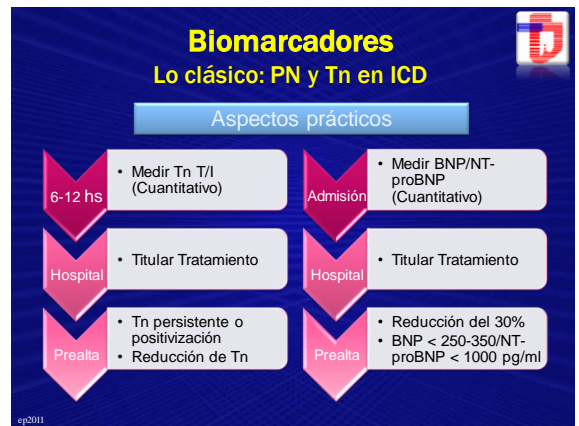 Biomarcadores
Lo clásico: PN y Tn en ICD
Aspectos prácticos
6-12 hs
• Medir Tn T/I
(Cuantitativo)
Hospital
• Titular Tratamiento
Prealta
• Tn persistente o
positivización
• Reducción de Tn
Admisión
• Medir BNP/NT-
proBNP
(Cuantitativo)
Hospital
• Titular Tratamiento
Prealta
• Reducción del 30%
• BNP < 250-350/NT-
proBNP < 1000 pg/ml
ep2011